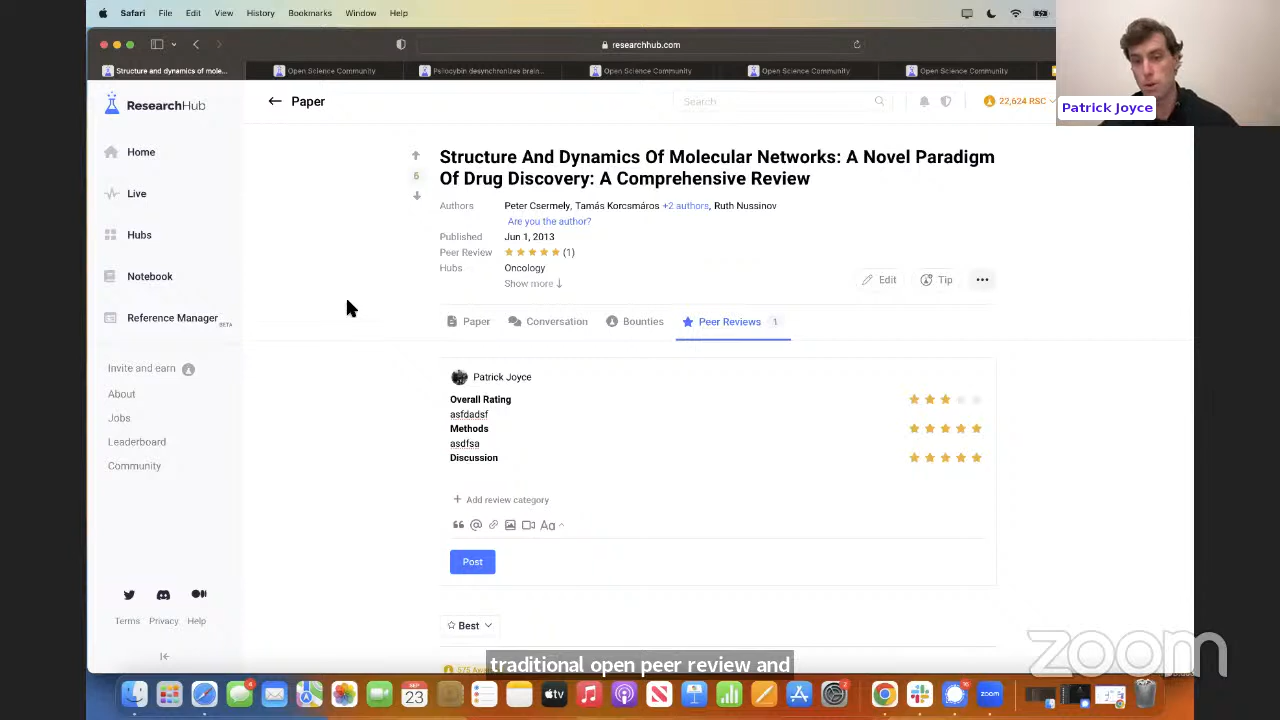 Safari File Edit View History Bookmarks Window Help
researchhub.com
Structure and dynamics of mole...
Open Science Community
Psilocybin desynchronizes brain...
Open Science Community
Open Science Community
Open Science Community
ResearchHub
Paper
Search
22,624 RSC
Patrick Joyce
Home
Live
Hubs
Notebook
Reference Manager
BETA
Invite and earn
About
Jobs
Leaderboard
Community
Terms Privacy Help
6
Structure And Dynamics Of Molecular Networks: A Novel Paradigm
Of Drug Discovery: A Comprehensive Review
Authors Peter Csermely, Tamás Korcsmáros +2 authors, Ruth Nussinov
Are you the author?
Published Jun 1, 2013
Peer Review (1)
Hubs Oncology
Show more ↓
Edit Tip
Paper Conversation Bounties Peer Reviews 1
Patrick Joyce
Overall Rating
asfdadsf
Methods
asdfsa
Discussion
+ Add review category
Aa
Post
Best
traditional open peer review and
zoom
SEP
23
tv
zoom